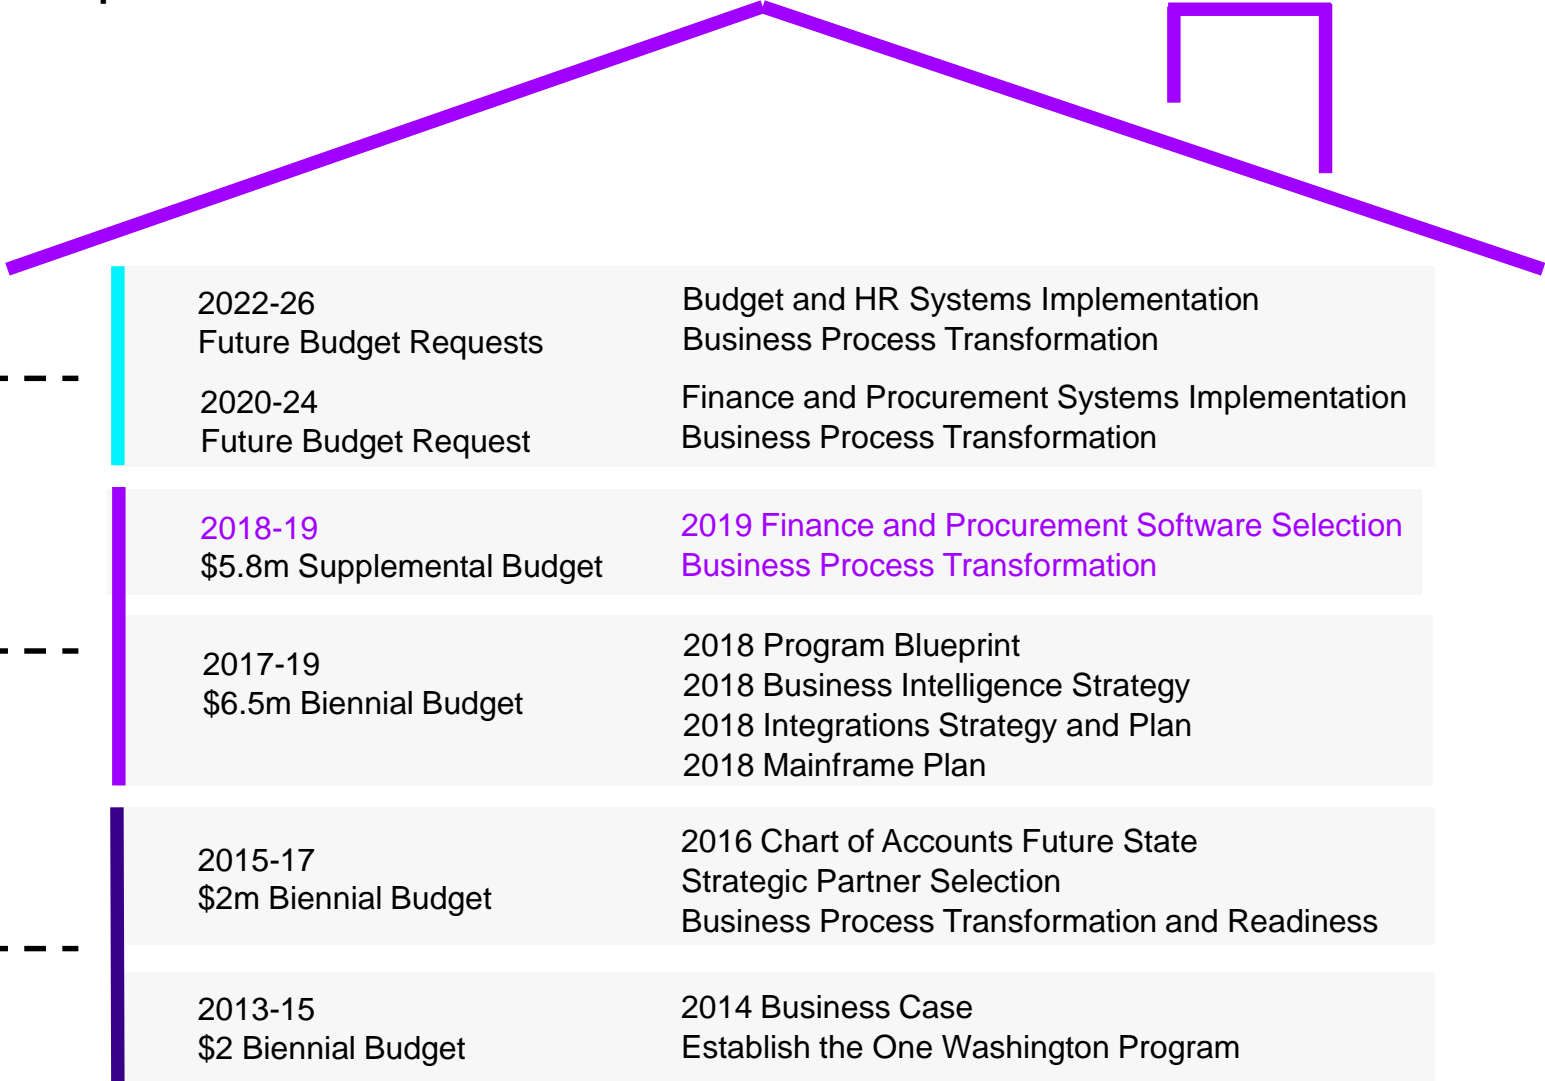 2022-26
Future Budget Requests
Budget and HR Systems Implementation
Business Process Transformation
2020-24
Future Budget Request
Finance and Procurement Systems Implementation
Business Process Transformation
2018-19
$5.8m Supplemental Budget
2019 Finance and Procurement Software Selection
Business Process Transformation
2017-19
$6.5m Biennial Budget
2018 Program Blueprint
2018 Business Intelligence Strategy
2018 Integrations Strategy and Plan
2018 Mainframe Plan
2015-17
$2m Biennial Budget
2016 Chart of Accounts Future State
Strategic Partner Selection
Business Process Transformation and Readiness
2013-15
$2 Biennial Budget
2014 Business Case
Establish the One Washington Program